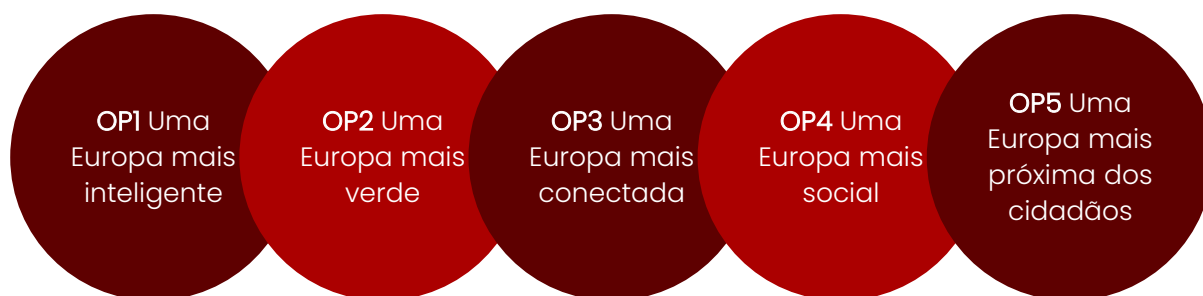 OP1 Uma
Europa mais
inteligente
OP2 Uma
Europa mais
verde
OP3 Uma
Europa mais
conectada
OP4 Uma
Europa mais
social
OP5 Uma
Europa mais
próxima dos
cidadãos